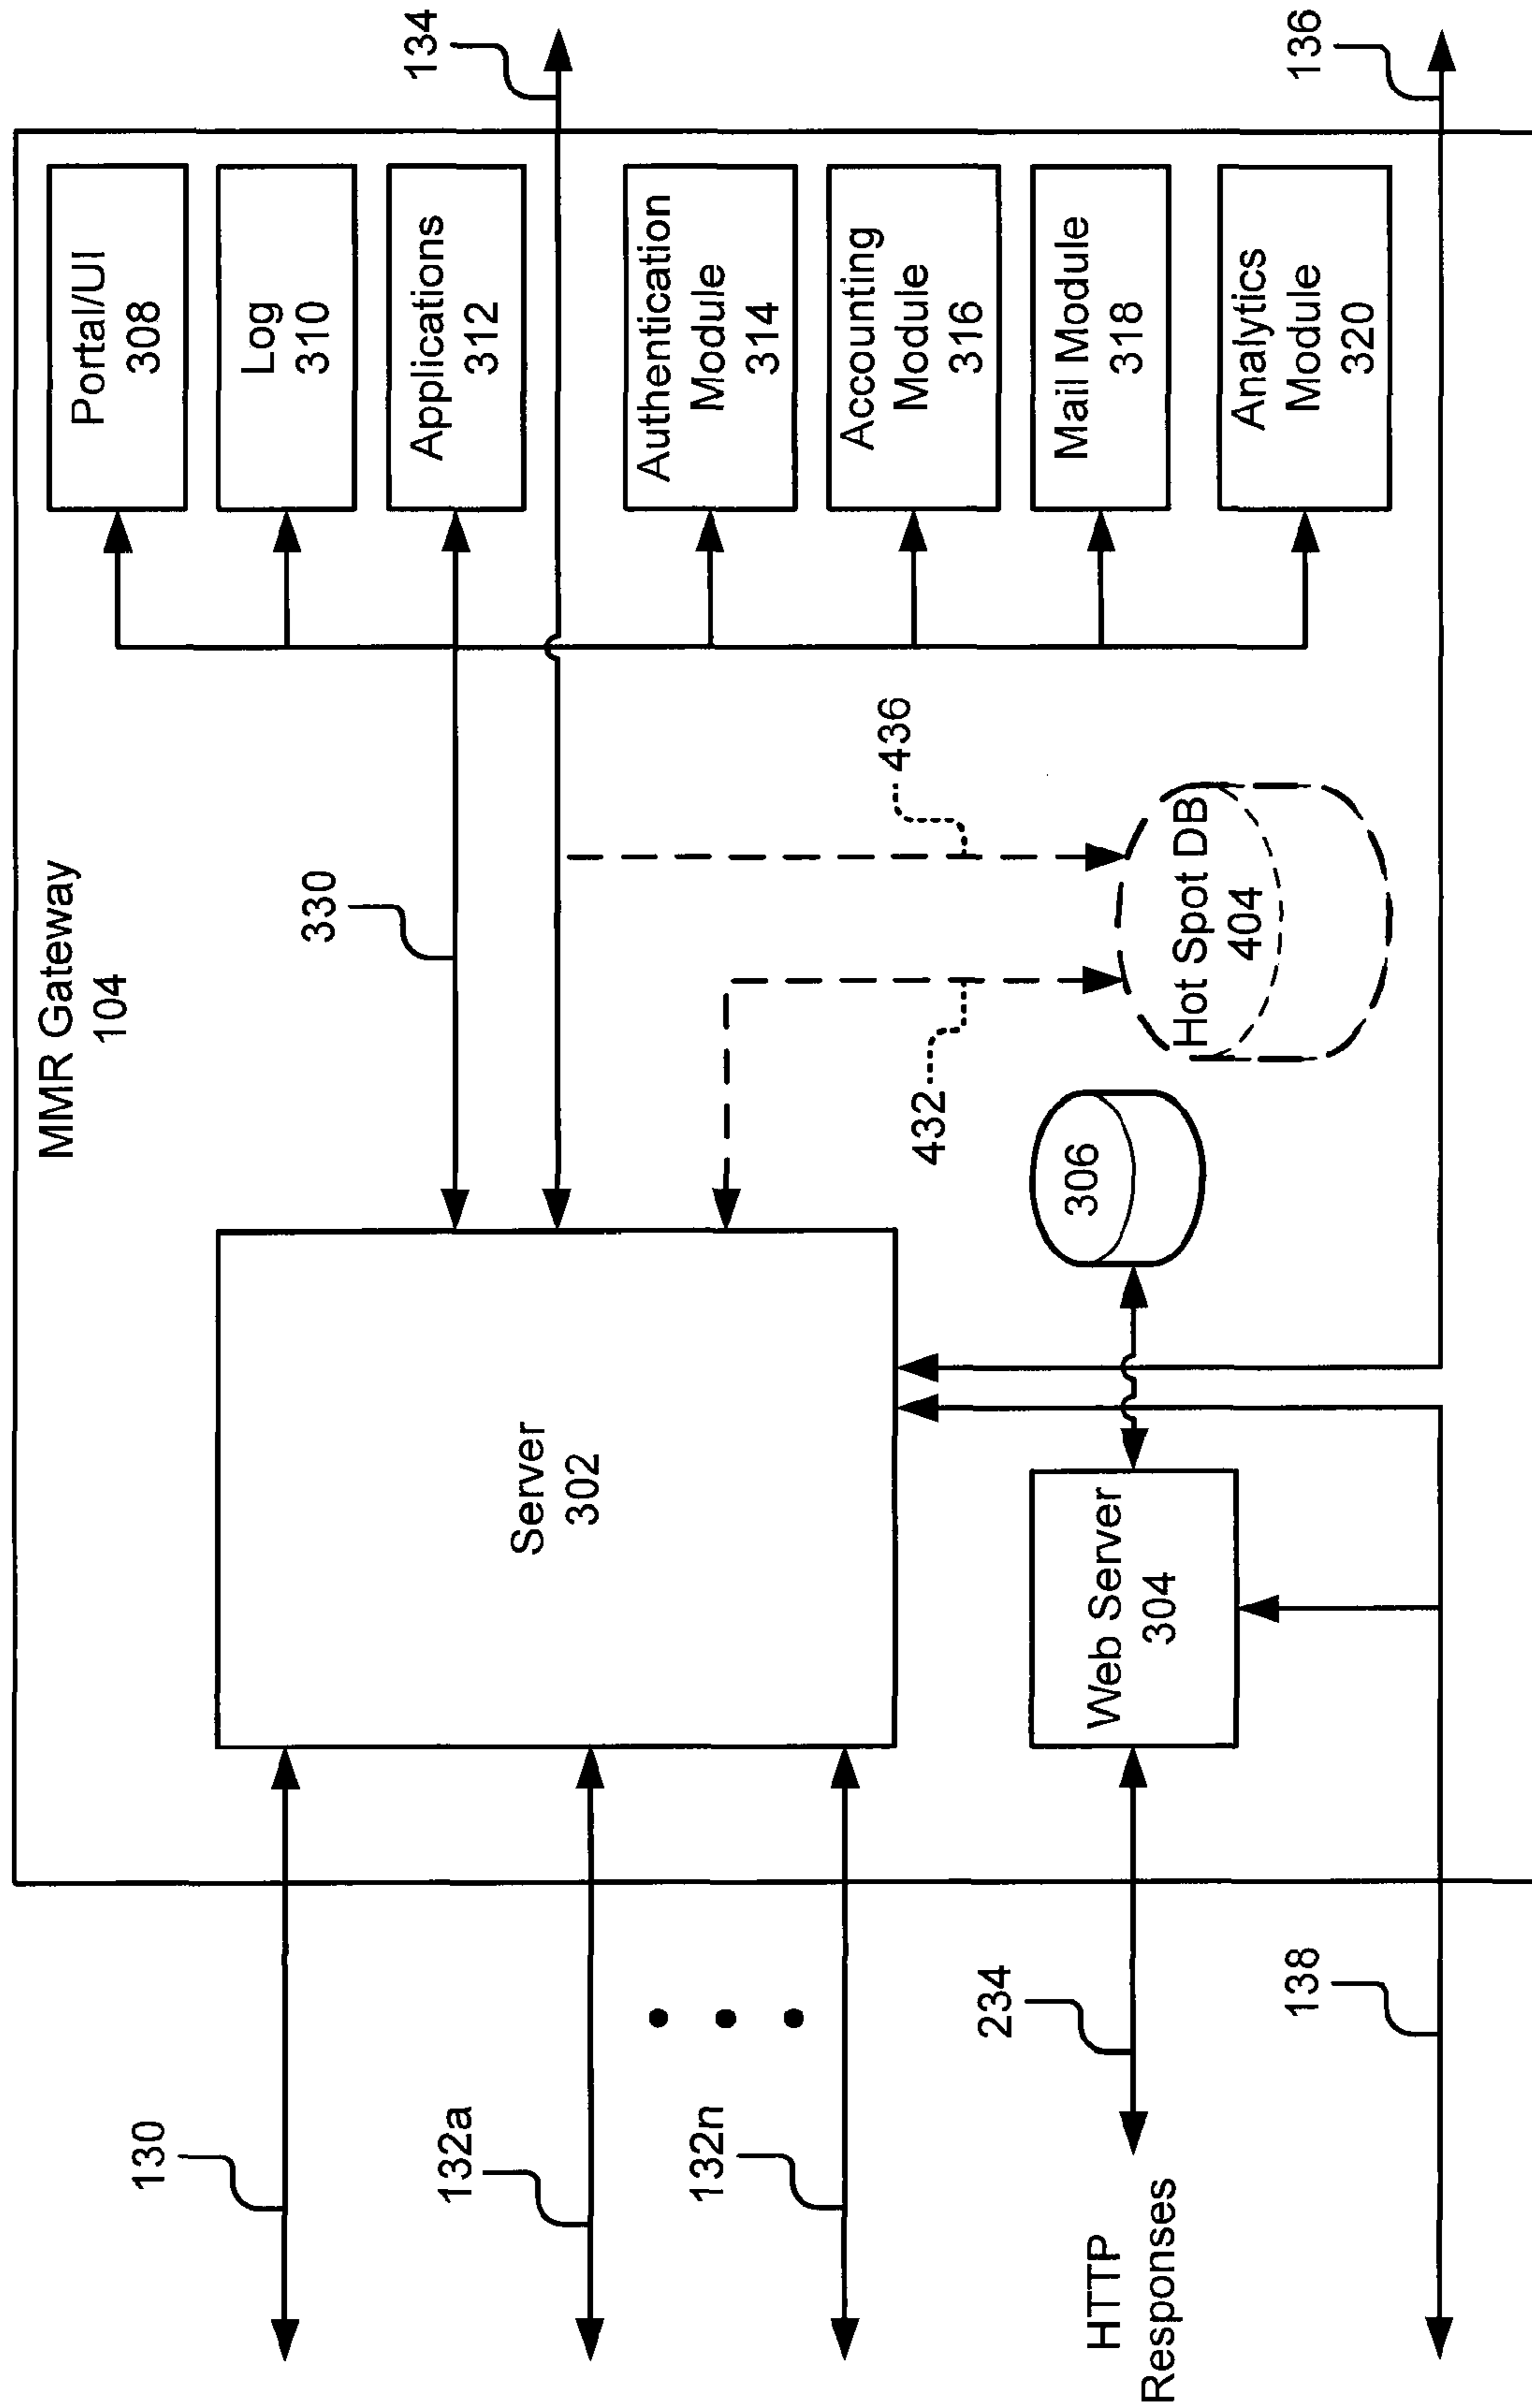 MMR Gateway
104
130
132a
132n
234
HTTP
Responses
138
Server
302
Web Server
304
306
330
432
436
Hot Spot DB
404
Portal/UI
308
Log
310
Applications
312
Authentication
Module
314
Accounting
Module
316
Mail Module
318
Analytics
Module
320
134
136